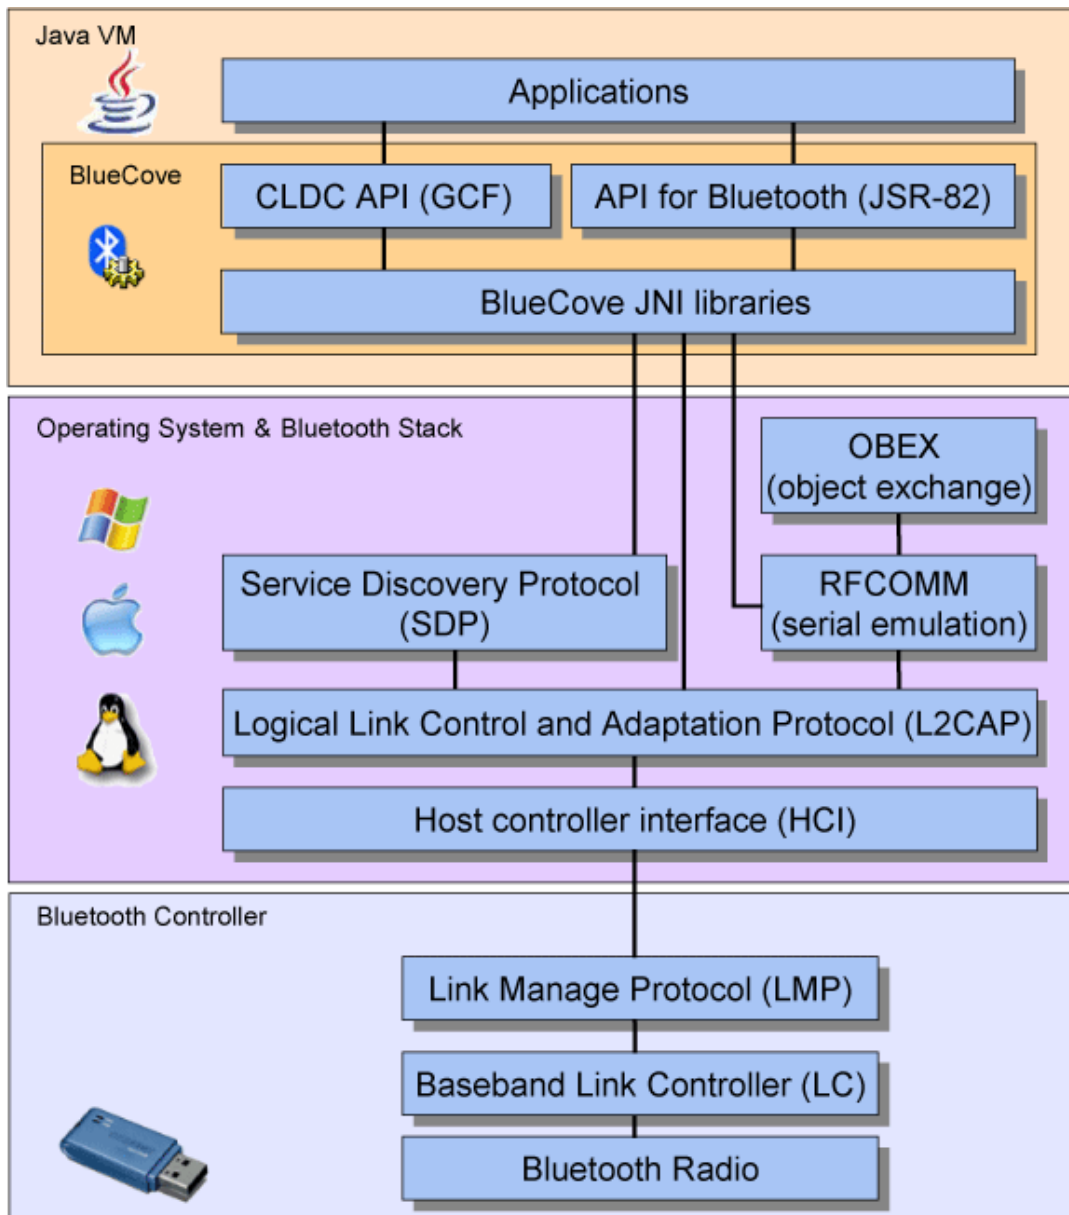 Java VM
Applications
BlueCove
CLDC API (GCF)
API for Bluetooth (JSR-82)
BlueCove JNI libraries
Operating System & Bluetooth Stack
OBEX
(object exchange)
Service Discovery Protocol
(SDP)
RFCOMM
(serial emulation)
Logical Link Control and Adaptation Protocol (L2CAP)
Host controller interface (HCI)
Bluetooth Controller
Link Manage Protocol (LMP)
Baseband Link Controller (LC)
Bluetooth Radio